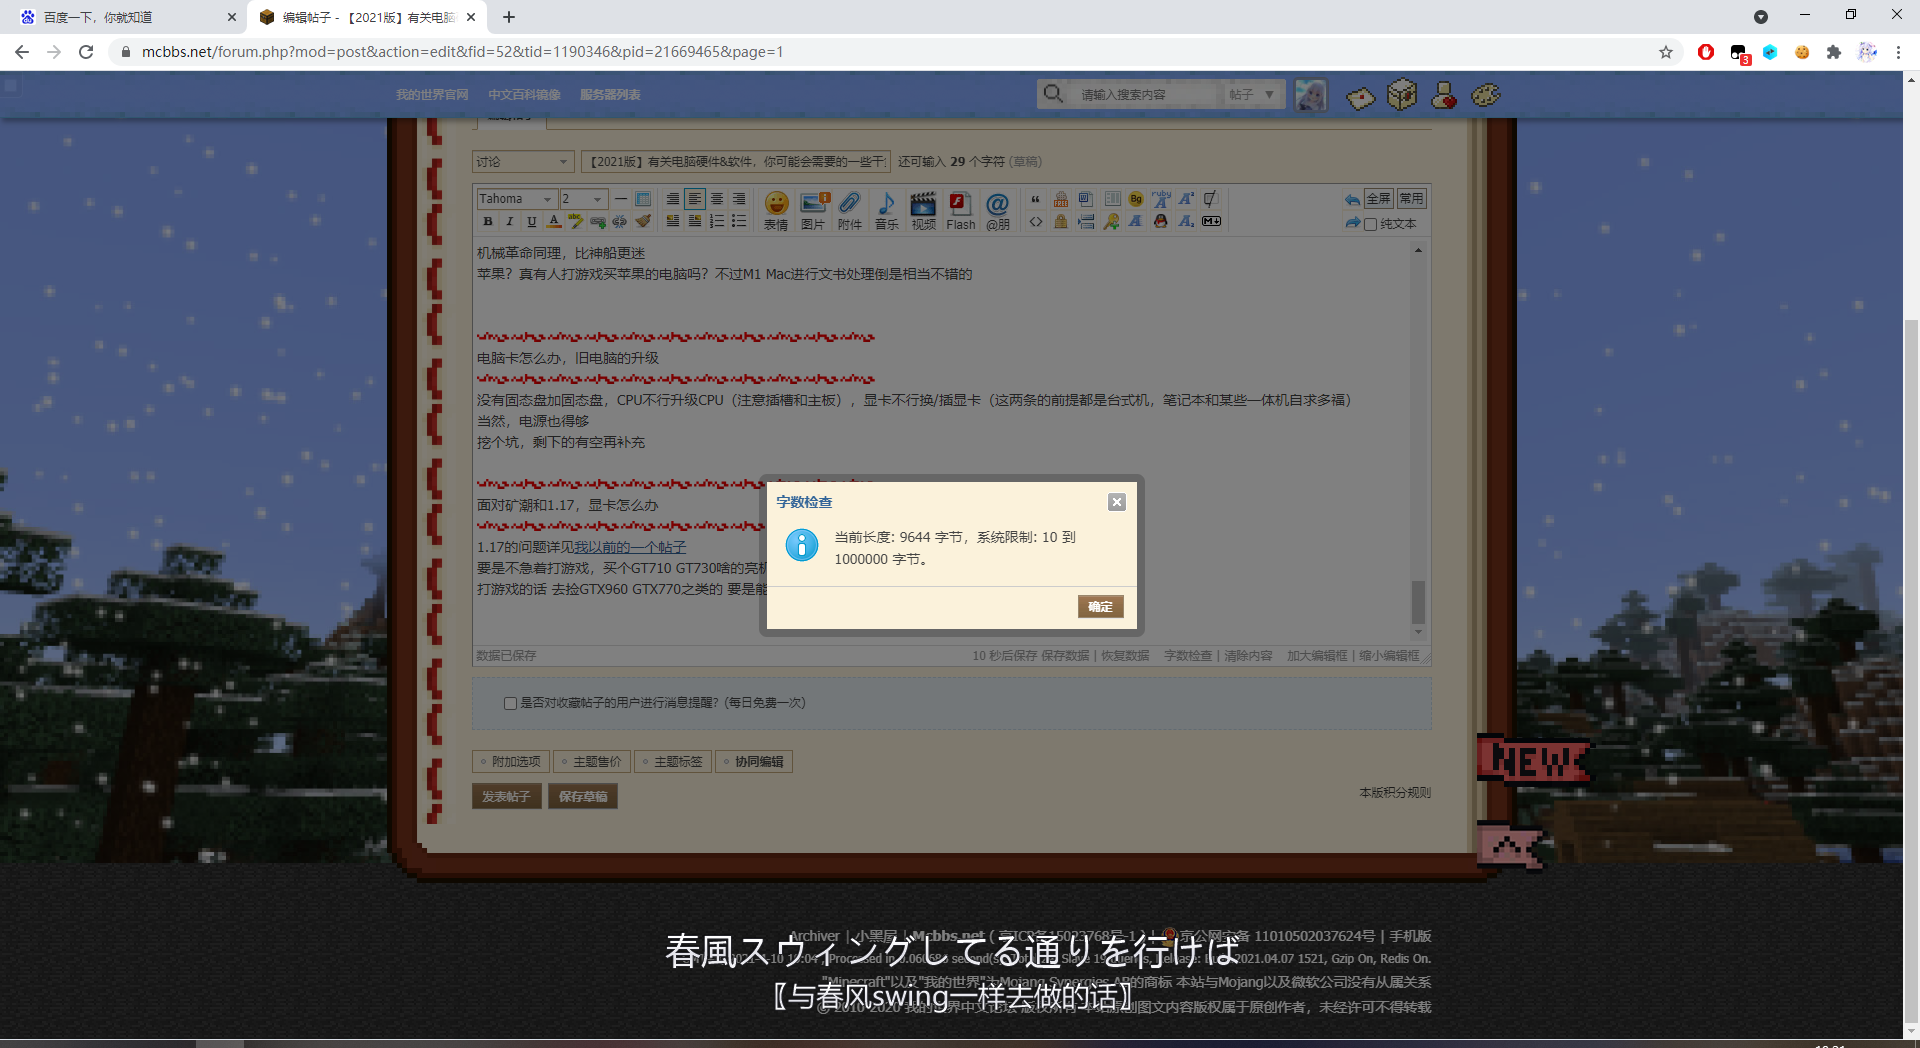 百度一下，你就知道
编辑帖子 - 【2021版】有关电脑
mcbbs.net/forum.php?mod=post&action=edit&fid=52&tid=1190346&pid=21669465&page=1
3
我的世界官网 中文百科镜像 服务器列表
请输入搜索内容 帖子
讨论 【2021版】有关电脑硬件&软件，你可能会需要的一些干 还可输入 29 个字符 (草稿)
Tahoma 2 全屏 常用
B I U A 表情 图片 附件 音乐 视频 Flash @朋 纯文本
机械革命同理，比神船更迷
苹果？真有人打游戏买苹果的电脑吗？不过M1 Mac进行文书处理倒是相当不错的
电脑卡怎么办，旧电脑的升级
没有固态盘加固态盘，CPU不行升级CPU（注意插槽和主板），显卡不行换/插显卡（这两条的前提都是台式机，笔记本和某些一体机自求多福）
当然，电源也得够
挖个坑，剩下的有空再补充
面对矿潮和1.17，显卡怎么办
1.17的问题详见我以前的一个帖子
要是不急着打游戏，买个GT710 GT730啥的亮机
打游戏的话 去捡GTX960 GTX770之类的 要是能
字数检查
当前长度: 9644 字节，系统限制: 10 到
1000000 字节。
确定
数据已保存 10 秒后保存 保存数据 | 恢复数据 字数检查 | 清除内容 加大编辑框 | 缩小编辑框
是否对收藏帖子的用户进行消息提醒？(每日免费一次)
附加选项 主题售价 主题标签 协同编辑
发表帖子 保存草稿
本版积分规则
NEW
Archiver | 小黑屋 | Mcbbs.net ( 京ICP备15023768号-1 ) | 京公网安备 11010502037624号 | 手机版
春風スウィングしてる通りを行けば
2021.04.07 1521, Gzip On, Redis On.
"Minecraft"以及"我的世界"为Mojang Synergies AB的商标 本站与Mojang以及微软公司没有从属关系
〖与春风swing一样去做的话〗
© 2010-2020 我的世界中文论坛 版权所有 本站原创图文内容版权属于原创作者，未经许可不得转载